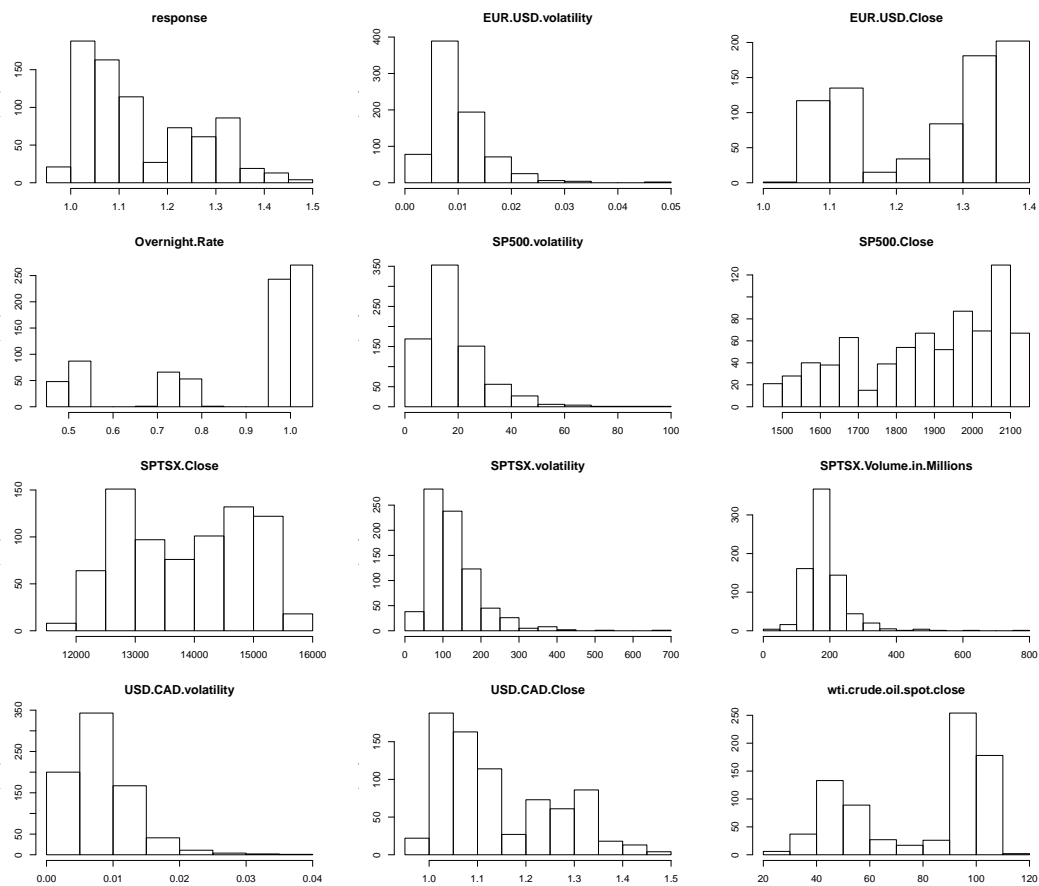 response
150
100
50
0
1.0 1.1 1.2 1.3 1.4 1.5
EUR.USD.volatility
400
300
200
100
0
0.00 0.01 0.02 0.03 0.04 0.05
EUR.USD.Close
200
150
100
50
0
1.0 1.1 1.2 1.3 1.4
Overnight.Rate
250
200
150
100
50
0
0.5 0.6 0.7 0.8 0.9 1.0
SP500.volatility
350
250
150
50
0
0 20 40 60 80 100
SP500.Close
120
80
60
40
20
0
1500 1600 1700 1800 1900 2000 2100
SPTSX.Close
150
100
50
0
12000 13000 14000 15000 16000
SPTSX.volatility
250
200
150
100
50
0
0 100 200 300 400 500 600 700
SPTSX.Volume.in.Millions
300
200
100
0
0 200 400 600 800
USD.CAD.volatility
350
250
150
50
0
0.00 0.01 0.02 0.03 0.04
USD.CAD.Close
150
100
50
0
1.0 1.1 1.2 1.3 1.4 1.5
wti.crude.oil.spot.close
250
200
150
100
50
0
20 40 60 80 100 120